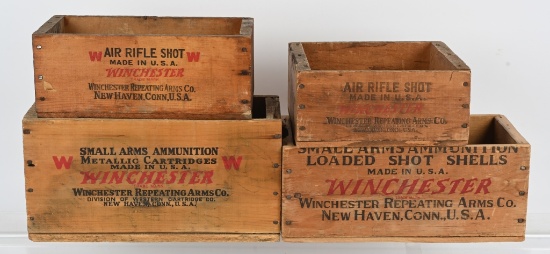 AIR RIFLE SHOT
W MADE IN U.S.A. W
WINCHESTER
WINCHESTER REPEATING ARMS CO.
NEW HAVEN, CONN., U.S.A.
AIR RIFLE SHOT
MADE IN U.S.A.
WINCHESTER REPEATING ARMS CO.
SMALL ARMS AMMUNITION
METALLIC CARTRIDGES
W MADE IN U.S.A. W
WINCHESTER
WINCHESTER REPEATING ARMS CO.
DIVISION OF WESTERN CARTRIDGE CO.
NEW HAVEN, CONN., U.S.A.
SMALL ARMS AMMUNITION
LOADED SHOT SHELLS
MADE IN U.S.A.
WINCHESTER
WINCHESTER REPEATING ARMS CO.
NEW HAVEN, CONN., U.S.A.